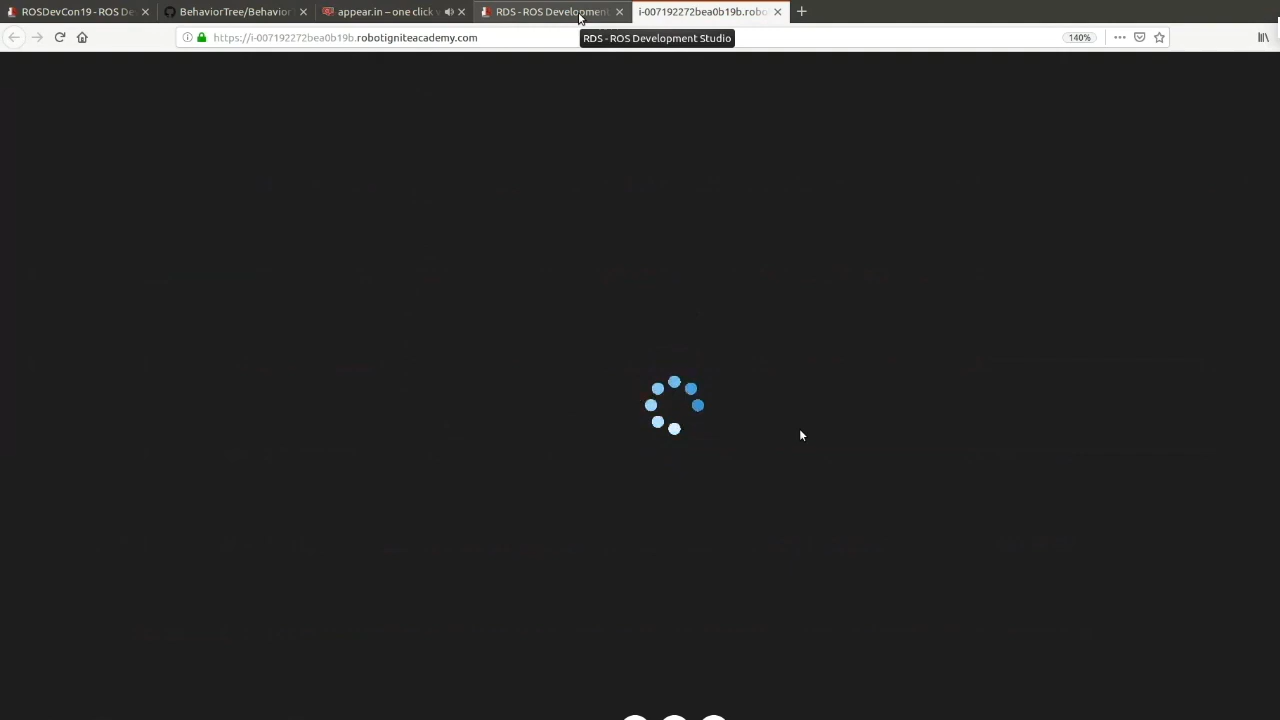 ROSDevCon19 - ROS De
BehaviorTree/Behavior
appear.in – one click v
RDS - ROS Development
i-007192272bea0b19b.robo
https://i-007192272bea0b19b.robotigniteacademy.com
RDS - ROS Development Studio
140%